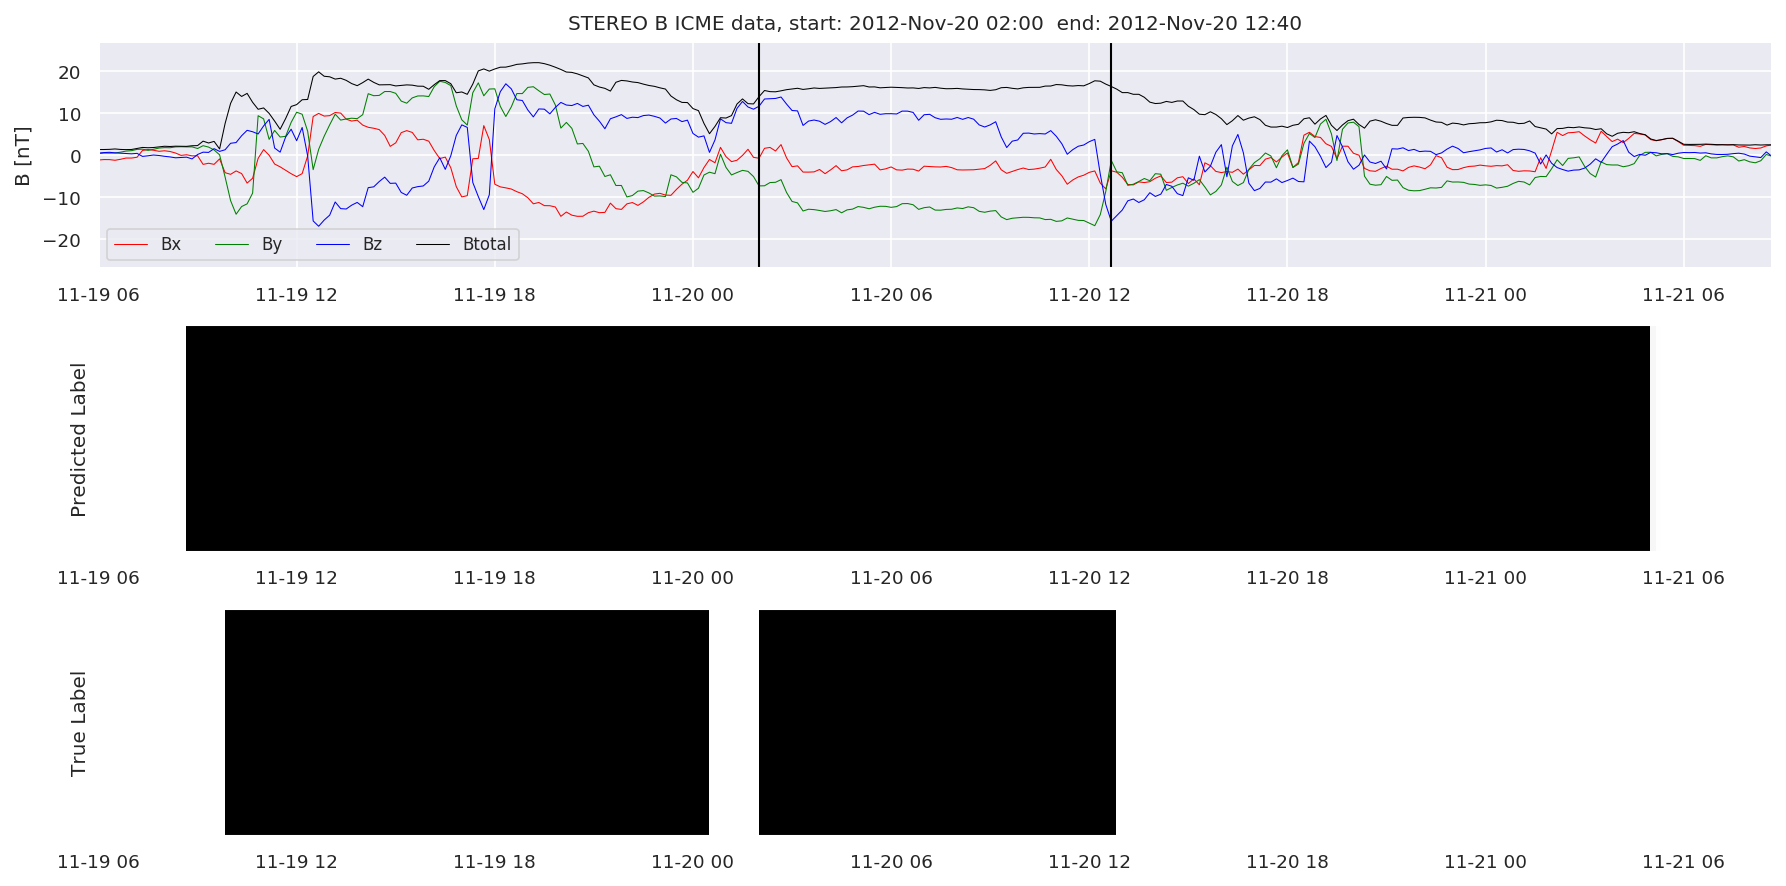 STEREO B ICME data, start: 2012-Nov-20 02:00  end: 2012-Nov-20 12:40
B [nT]
20
10
0
−10
−20
Bx By Bz Btotal
11-19 06 11-19 12 11-19 18 11-20 00 11-20 06 11-20 12 11-20 18 11-21 00 11-21 06
Predicted Label
11-19 06 11-19 12 11-19 18 11-20 00 11-20 06 11-20 12 11-20 18 11-21 00 11-21 06
True Label
11-19 06 11-19 12 11-19 18 11-20 00 11-20 06 11-20 12 11-20 18 11-21 00 11-21 06